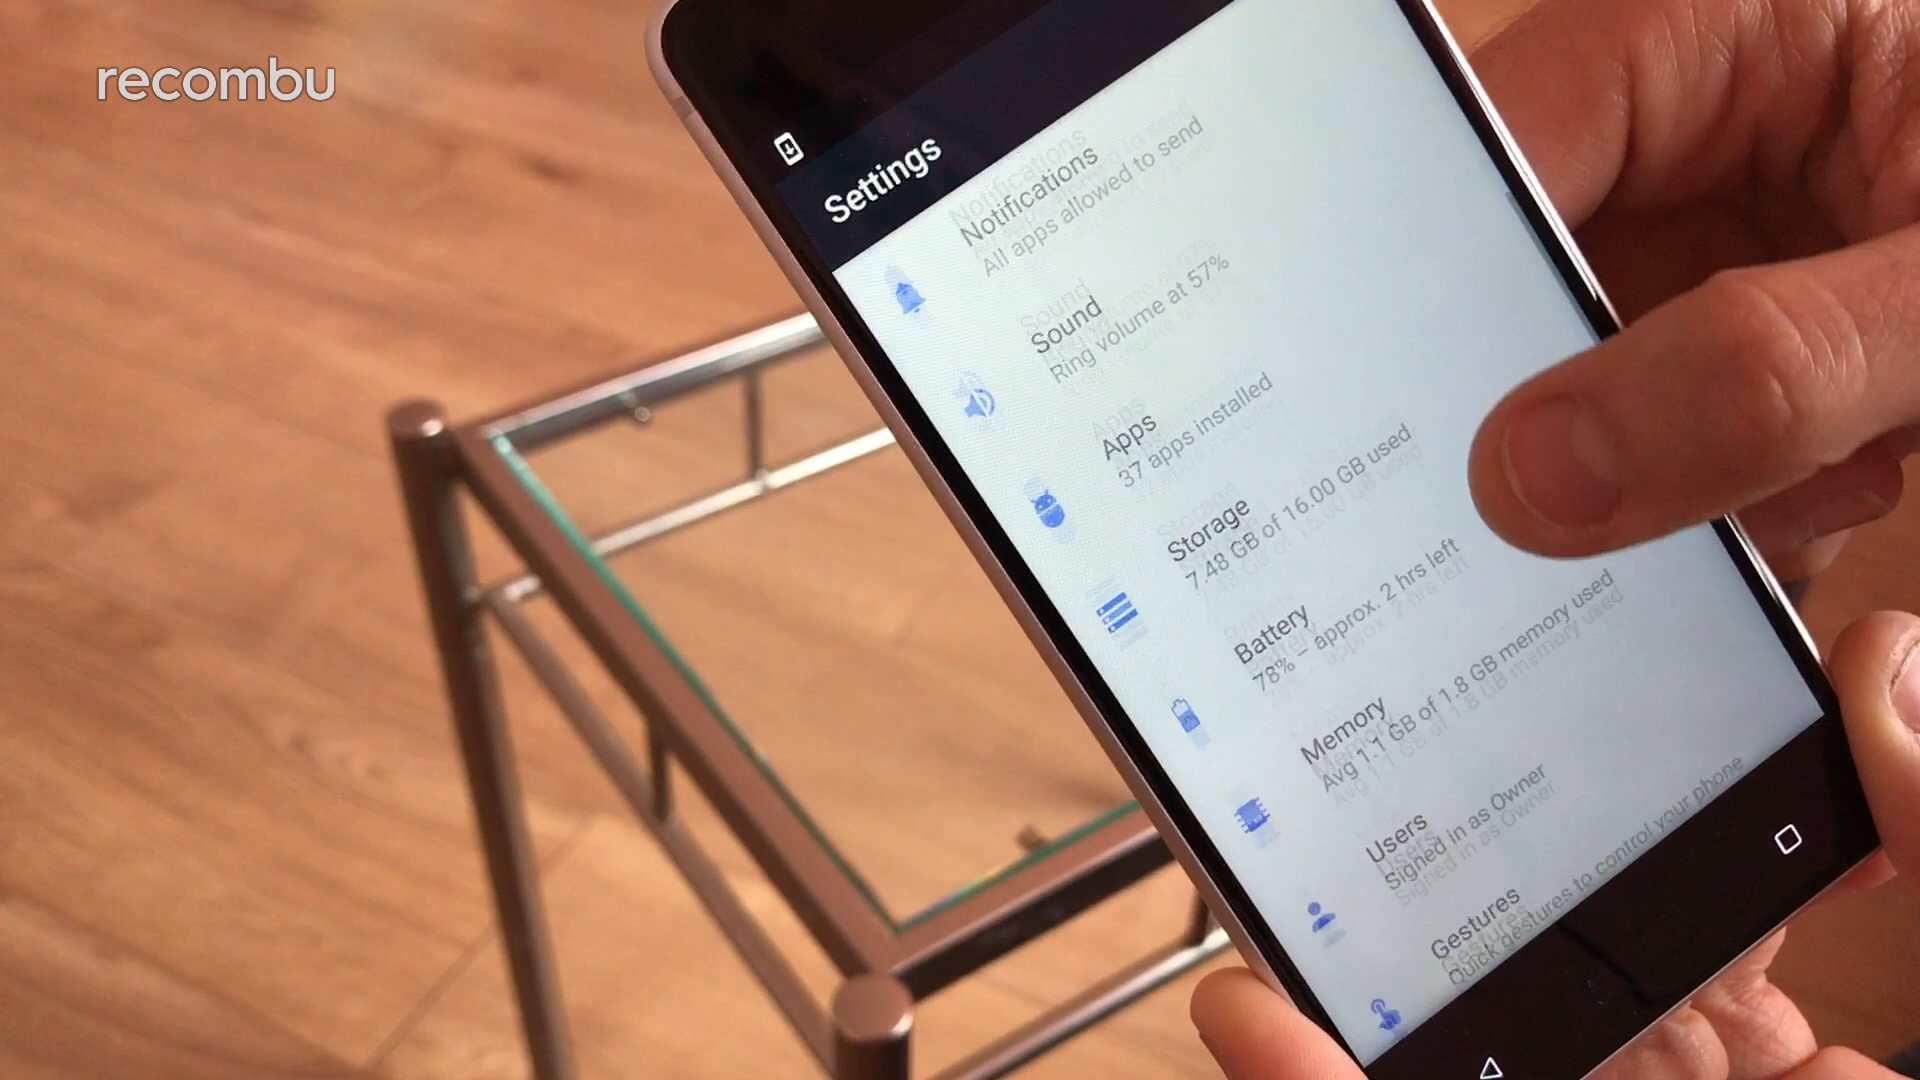 recombu
Settings
Notifications
All apps allowed to send
Sound
Ring volume at 57%
Apps
37 apps installed
Storage
7.48 GB of 16.00 GB used
Battery
78% – approx. 2 hrs left
Memory
Avg 1.1 GB of 1.8 GB memory used
Users
Signed in as Owner
Gestures
Quick gestures to control your phone